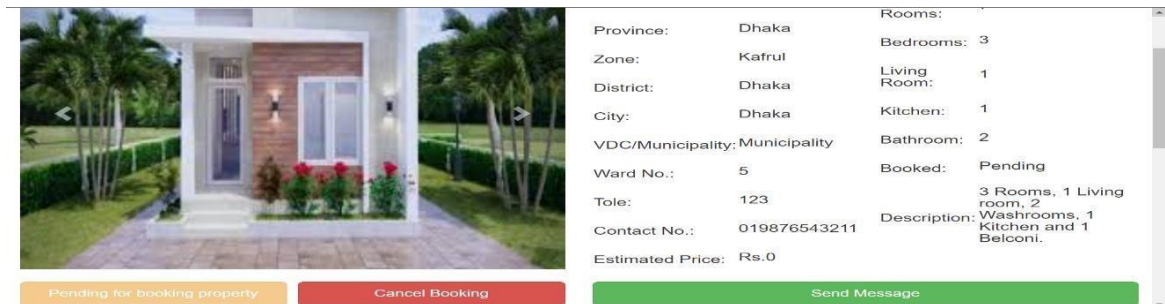 Rooms:
Province: Dhaka
Bedrooms: 3
Zone: Kafrul
Living
Room: 1
District: Dhaka
City: Dhaka
Kitchen: 1
VDC/Municipality: Municipality
Bathroom: 2
Ward No.: 5
Booked: Pending
Tole: 123
Description: 3 Rooms, 1 Living
room, 2
Washrooms, 1
Kitchen and 1
Belconi.
Contact No.: 019876543211
Estimated Price: Rs.0
Pending for booking property
Cancel Booking
Send Message